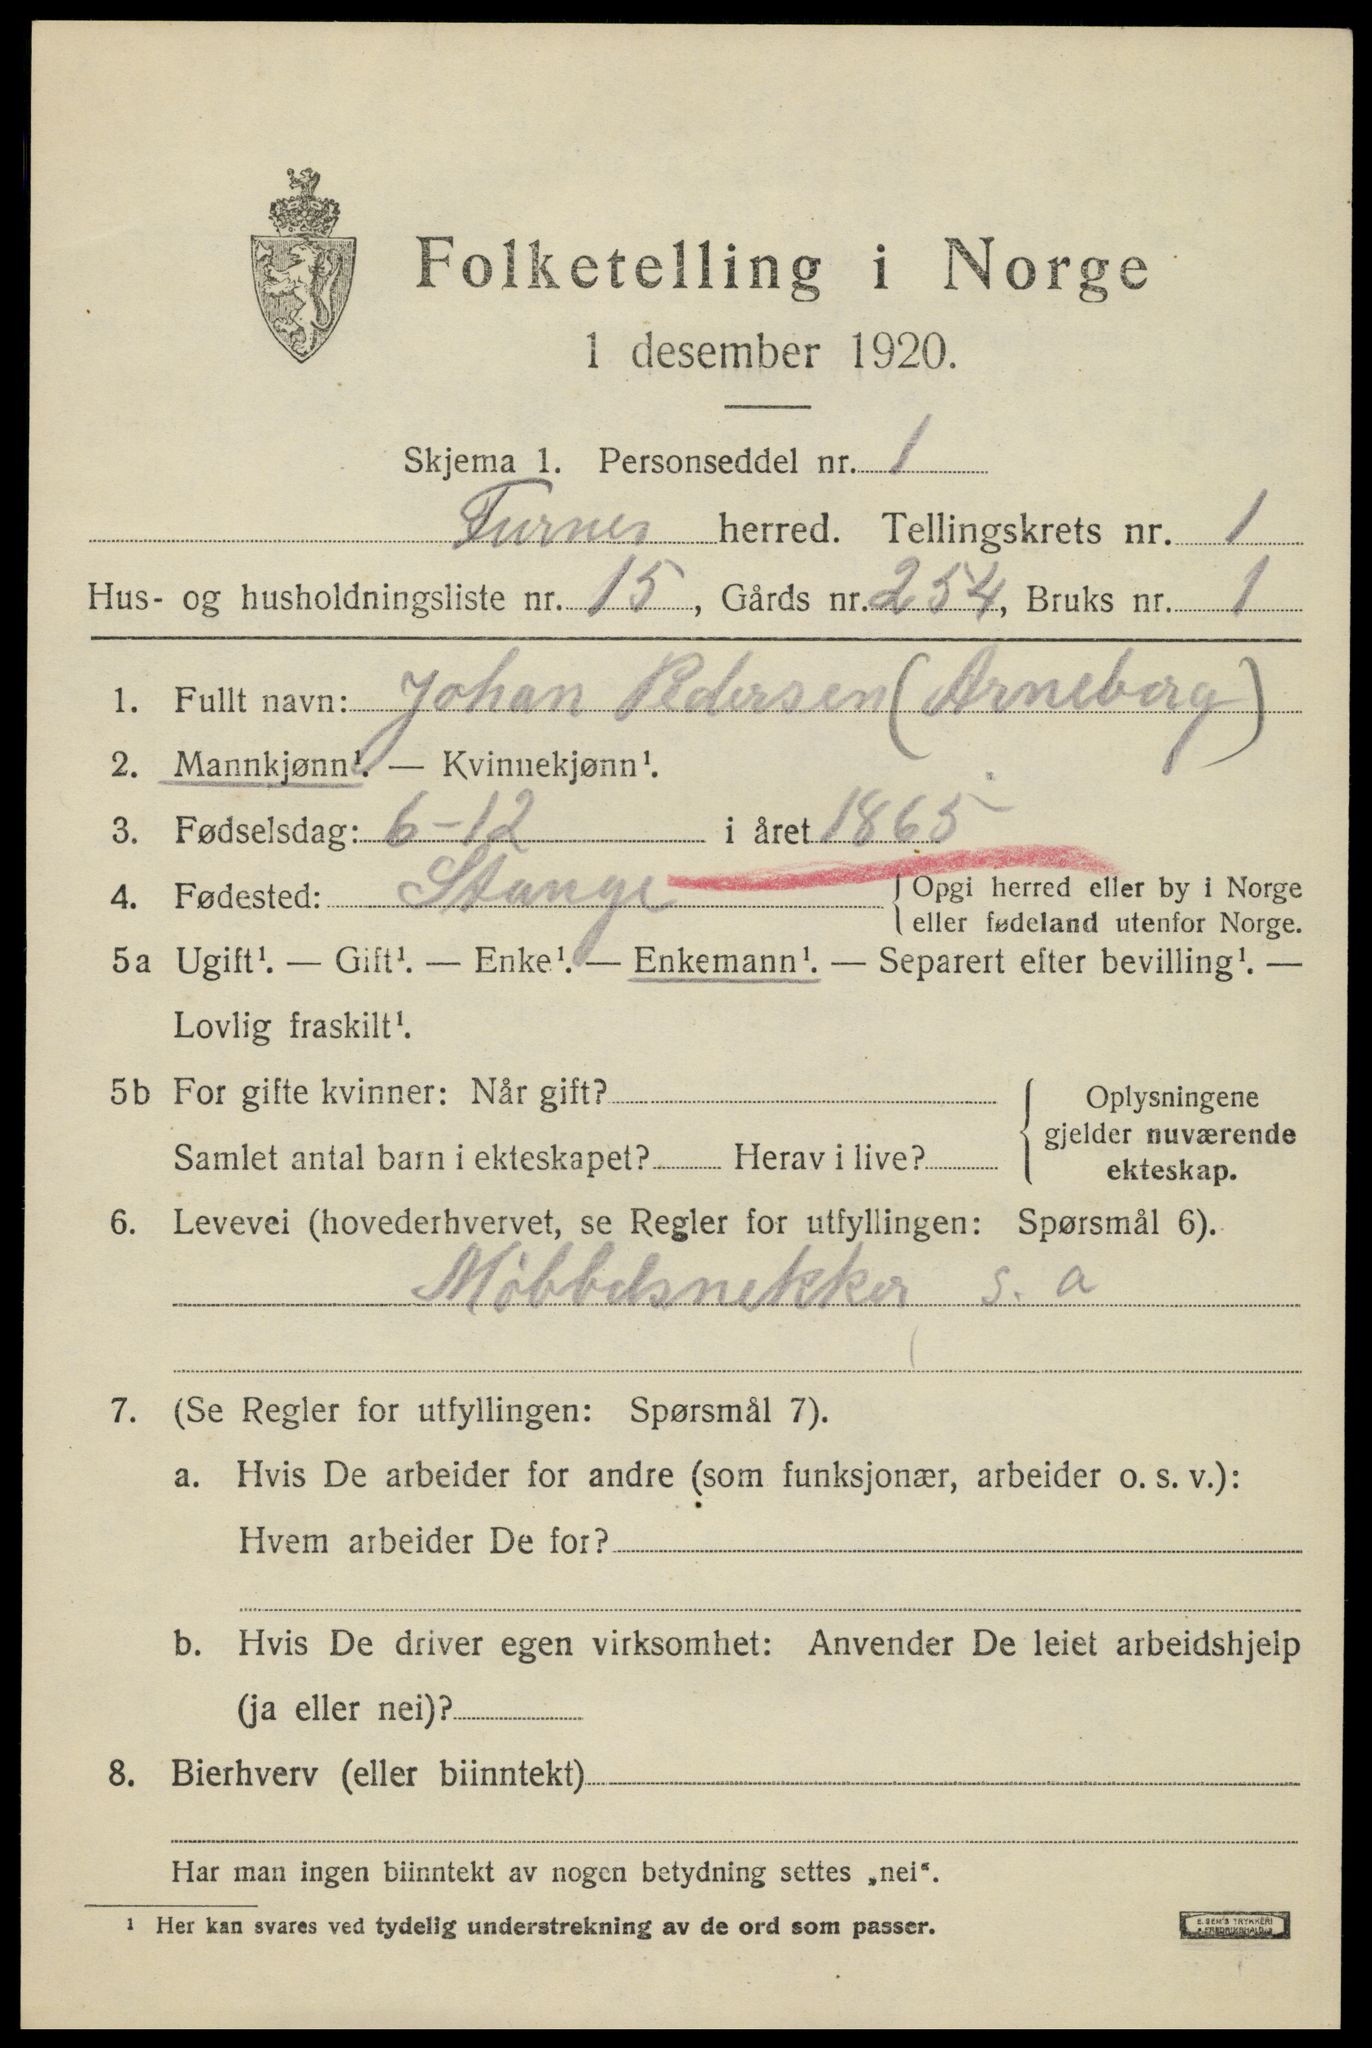 Folketelling i Norge
1 desember 1920.
Skjema 1. Personseddel nr. 1
Furnes herred. Tellingskrets nr. 1
Hus- og husholdningsliste nr. 15, Gårds nr. 254, Bruks nr. 1
1. Fullt navn: Johan Pedersen (Arneberg)
2. Mannkjønn¹. — Kvinnekjønn¹.
3. Fødselsdag: 6-12 i året 1865
4. Fødested: Stange { Opgi herred eller by i Norge
eller fødeland utenfor Norge.
5a Ugift¹. — Gift¹. — Enke¹. — Enkemann¹. — Separert efter bevilling¹. —
Lovlig fraskilt¹.
5b For gifte kvinner: Når gift?
Samlet antal barn i ekteskapet? Herav i live?
{ Oplysningene
gjelder nuværende
ekteskap.
6. Levevei (hovederhvervet, se Regler for utfyllingen: Spørsmål 6).
Møbbelsnekker s. a
7. (Se Regler for utfyllingen: Spørsmål 7).
a. Hvis De arbeider for andre (som funksjonær, arbeider o. s. v.):
Hvem arbeider De for?
b. Hvis De driver egen virksomhet: Anvender De leiet arbeidshjelp
(ja eller nei)?
8. Bierhverv (eller biinntekt)
Har man ingen biinntekt av nogen betydning settes „nei“.
¹ Her kan svares ved tydelig understrekning av de ord som passer.
E. SEM'S TRYKKERI
FREDRIKSHALD